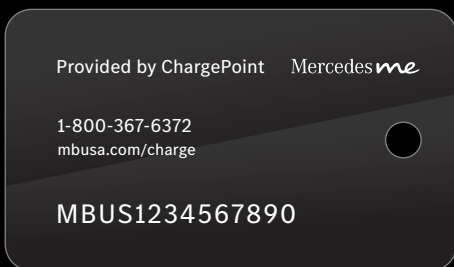 Provided by ChargePoint Mercedes me
1-800-367-6372
mbusa.com/charge
MBUS1234567890